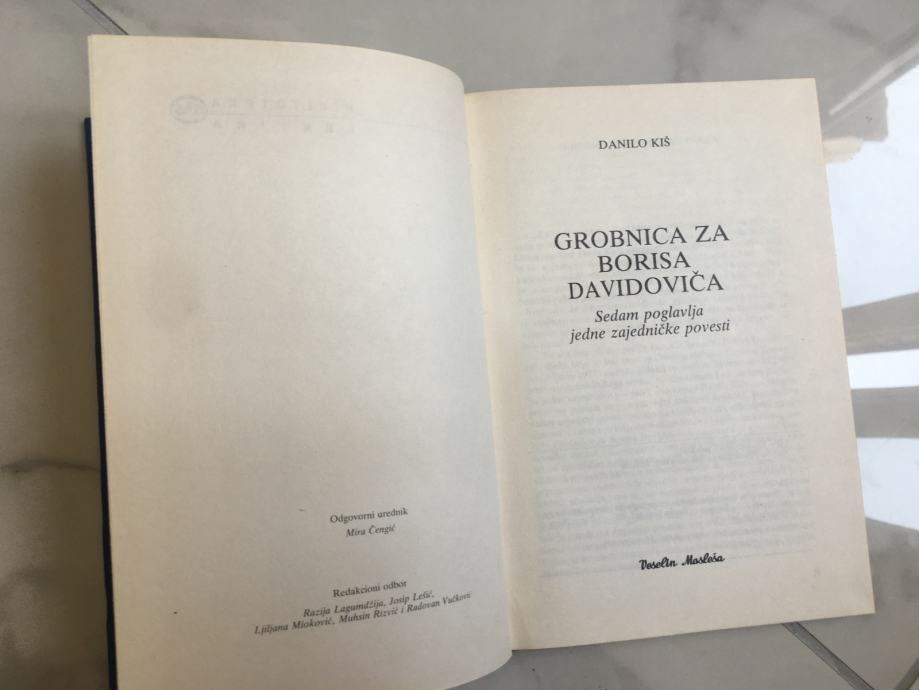 Odgovorni urednik
Mira Čengić
Redakcioni odbor
Razija Lagumdžija, Josip Lešić,
Ljiljana Mioković, Muhsin Rizvić i Radovan Vučković
DANILO KIŠ
GROBNICA ZA
BORISA
DAVIDOVIČA
Sedam poglavlja
jedne zajedničke povesti
Veselin Masleša